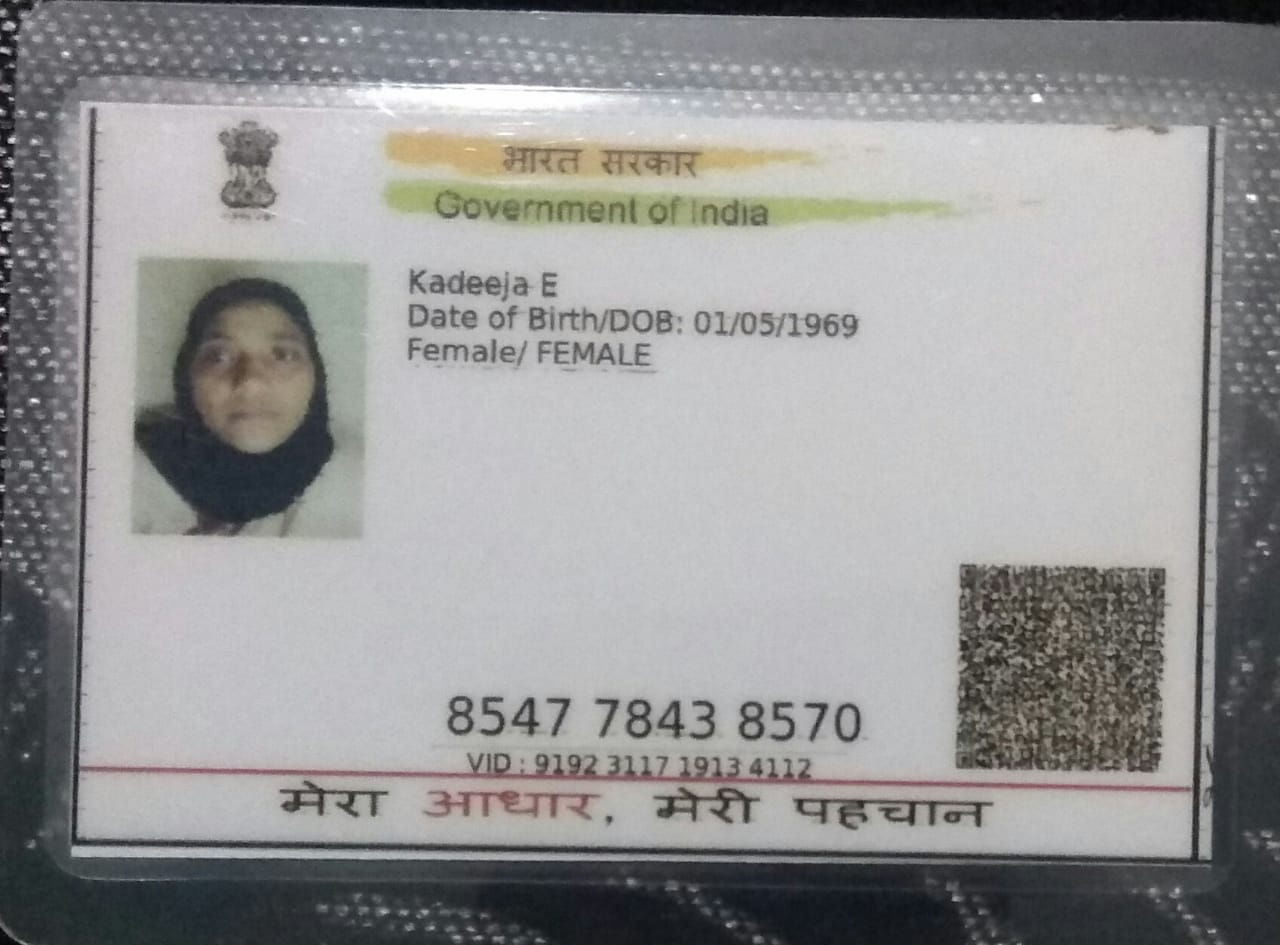 भारत सरकार
Government of India
Kadeeja E
Date of Birth/DOB: 01/05/1969
Female/ FEMALE
8547 7843 8570
VID : 9192 3117 1913 4112
मेरा आधार, मेरी पहचान